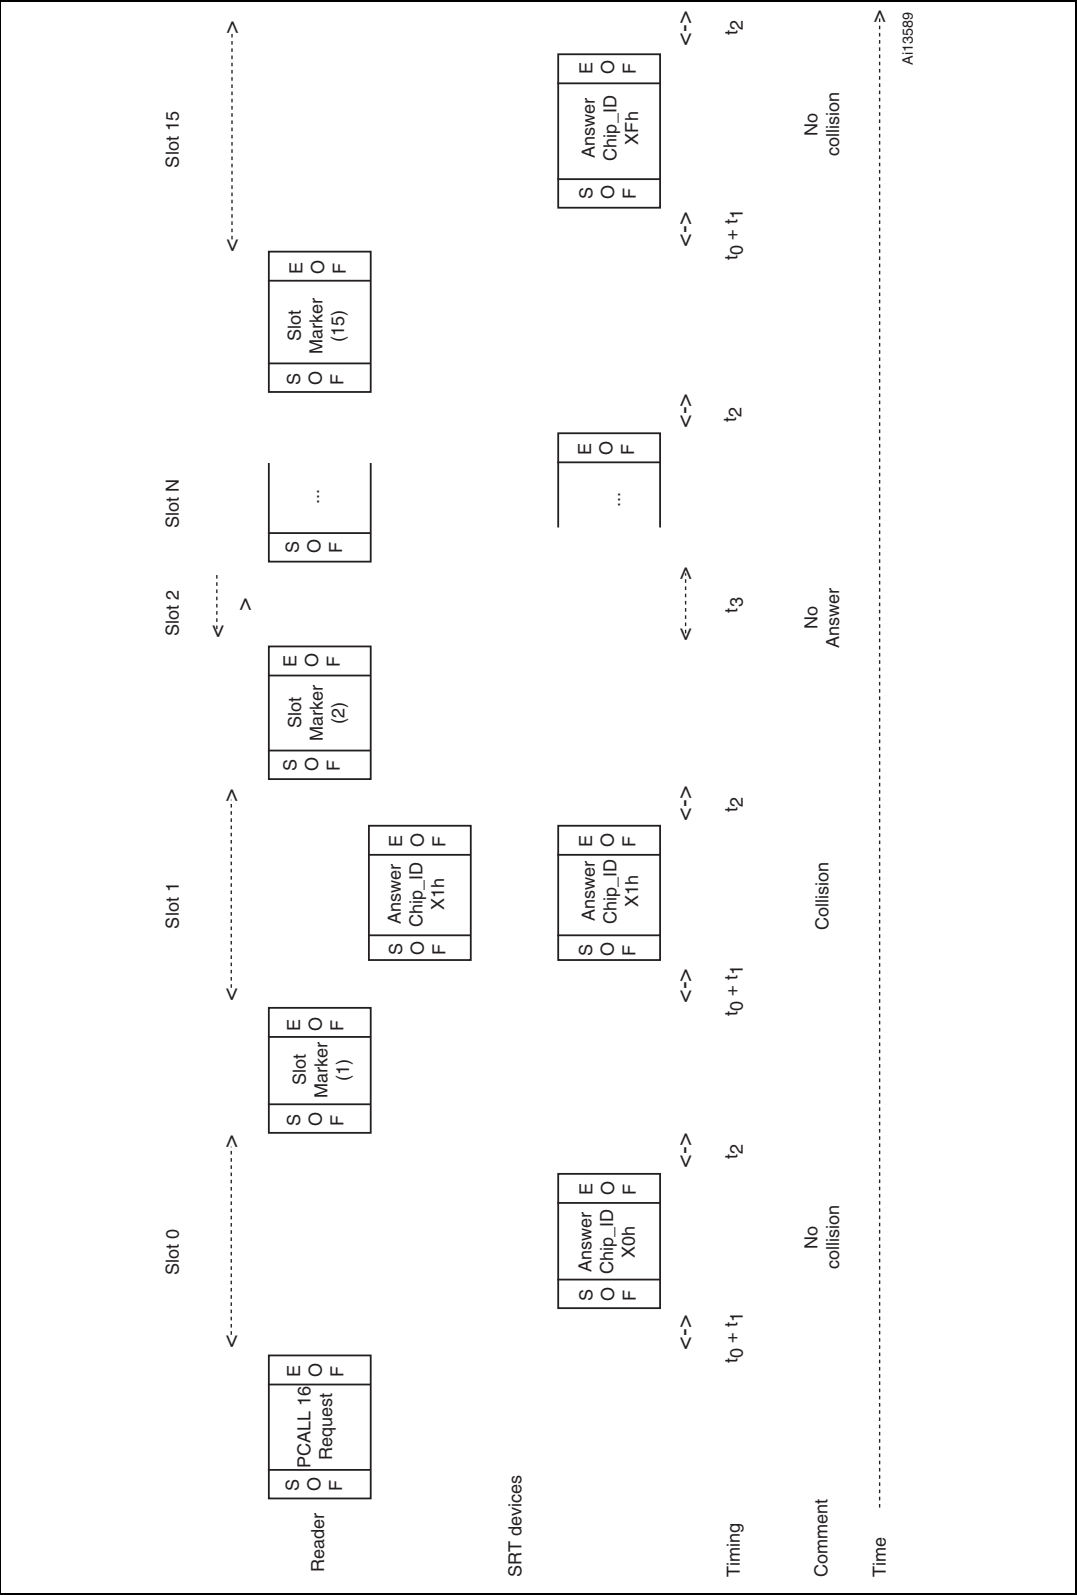 Slot 0
Slot 1
Slot 2
Slot N
Slot 15
Reader
S
O
F
PCALL 16
Request
E
O
F
S
O
F
Slot
Marker
(1)
E
O
F
S
O
F
Slot
Marker
(2)
E
O
F
S
O
F
...
S
O
F
Slot
Marker
(15)
E
O
F
S
O
F
Answer
Chip_ID
X1h
E
O
F
SRT devices
S
O
F
Answer
Chip_ID
X0h
E
O
F
S
O
F
Answer
Chip_ID
X1h
E
O
F
...
E
O
F
S
O
F
Answer
Chip_ID
XFh
E
O
F
<-> <-> <-> <-> <-----> <-> <-> <->
Timing
t0 + t1
t2
t0 + t1
t2
t3
t2
t0 + t1
t2
Comment
No
collision
Collision
No
Answer
No
collision
Time
Ai13589